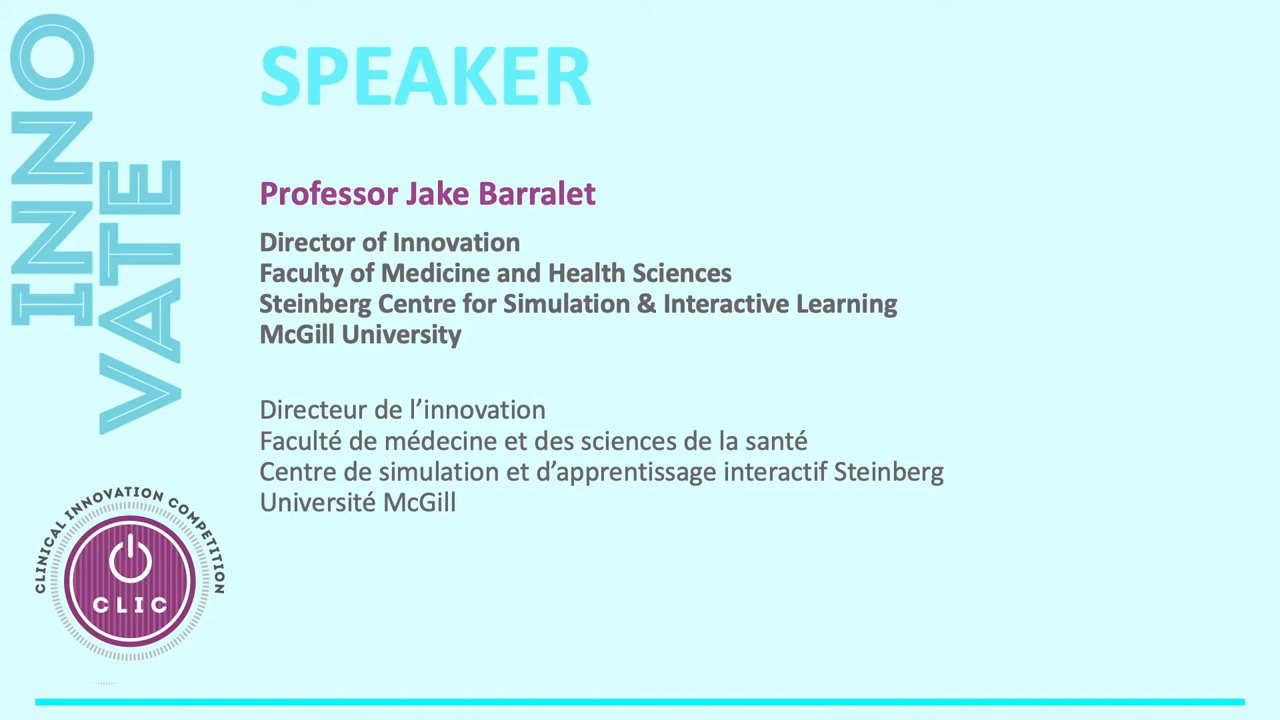 INNO
VATE
SPEAKER
Professor Jake Barralet
Director of Innovation
Faculty of Medicine and Health Sciences
Steinberg Centre for Simulation & Interactive Learning
McGill University
Directeur de l’innovation
Faculté de médecine et des sciences de la santé
Centre de simulation et d’apprentissage interactif Steinberg
Université McGill
CLINICAL INNOVATION COMPETITION
CLIC